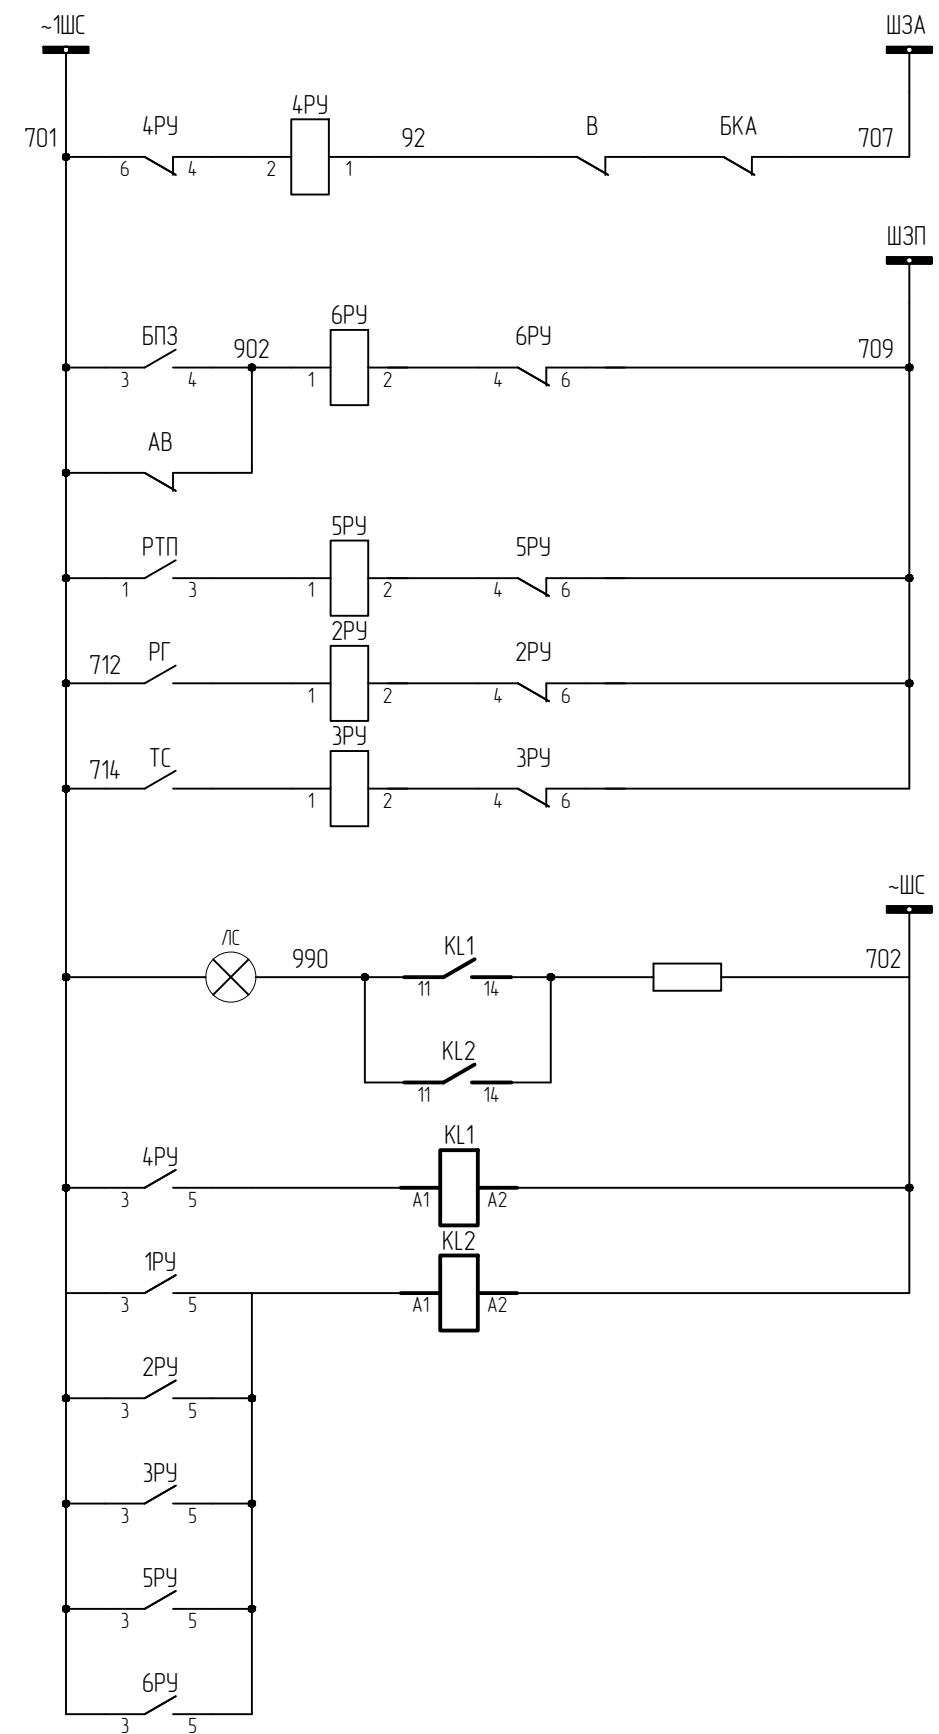 ~1ШС
ШЗА
701
4РУ
4РУ
92
В
БКА
707
6
4
2
1
ШЗП
БПЗ
902
6РУ
6РУ
709
3
4
1
2
4
6
АВ
РТП
5РУ
5РУ
1
3
1
2
4
6
712
РГ
2РУ
2РУ
1
2
4
6
714
ТС
3РУ
3РУ
1
2
4
6
~ШС
ЛС
990
KL1
702
11
14
KL2
11
14
4РУ
KL1
3
5
A1
A2
1РУ
KL2
3
5
A1
A2
2РУ
3
5
3РУ
3
5
5РУ
3
5
6РУ
3
5